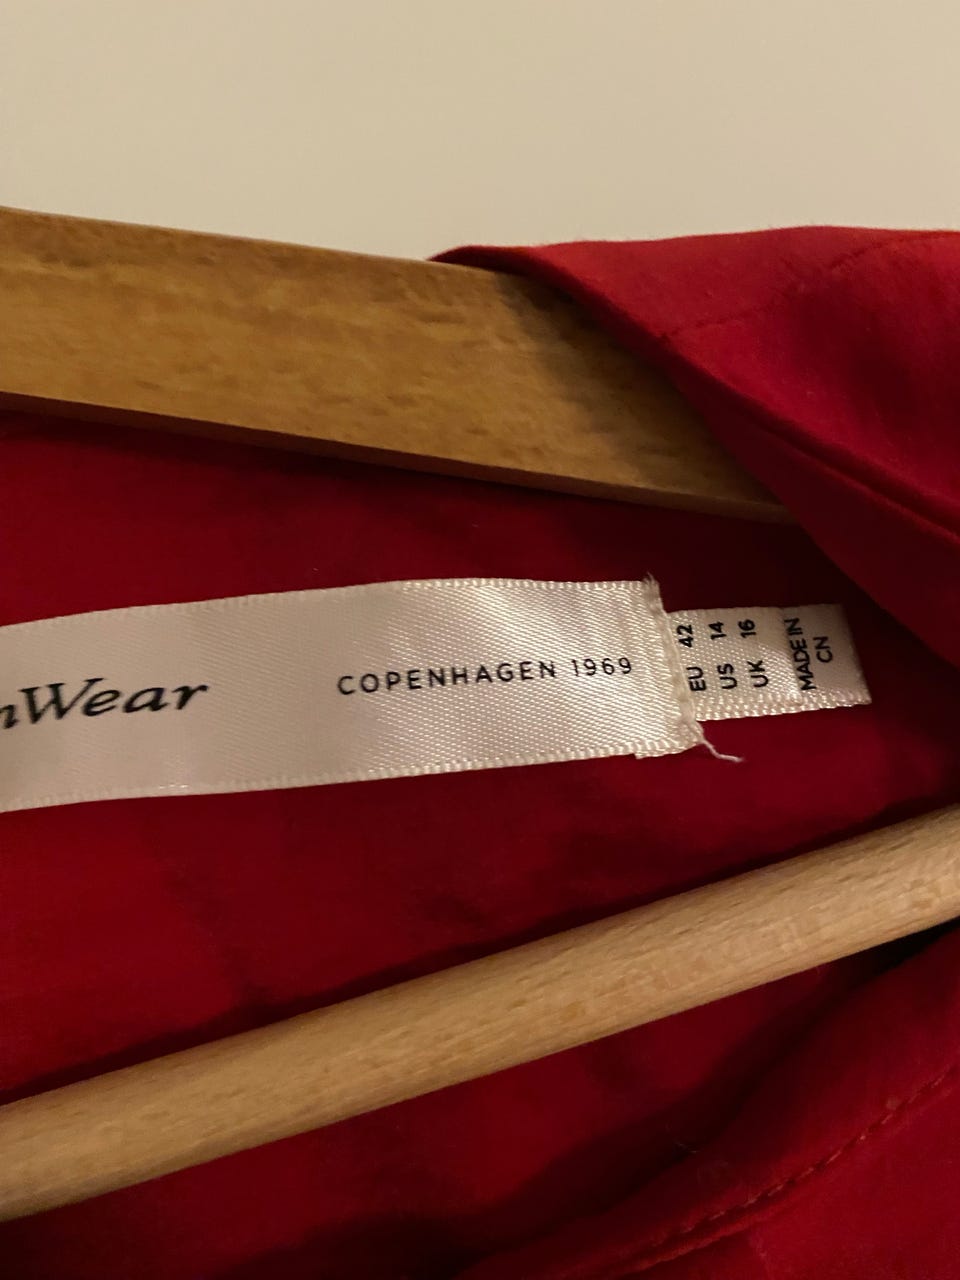 nWear
COPENHAGEN 1969
EU 42
US 14
UK 16
MADE IN
CN